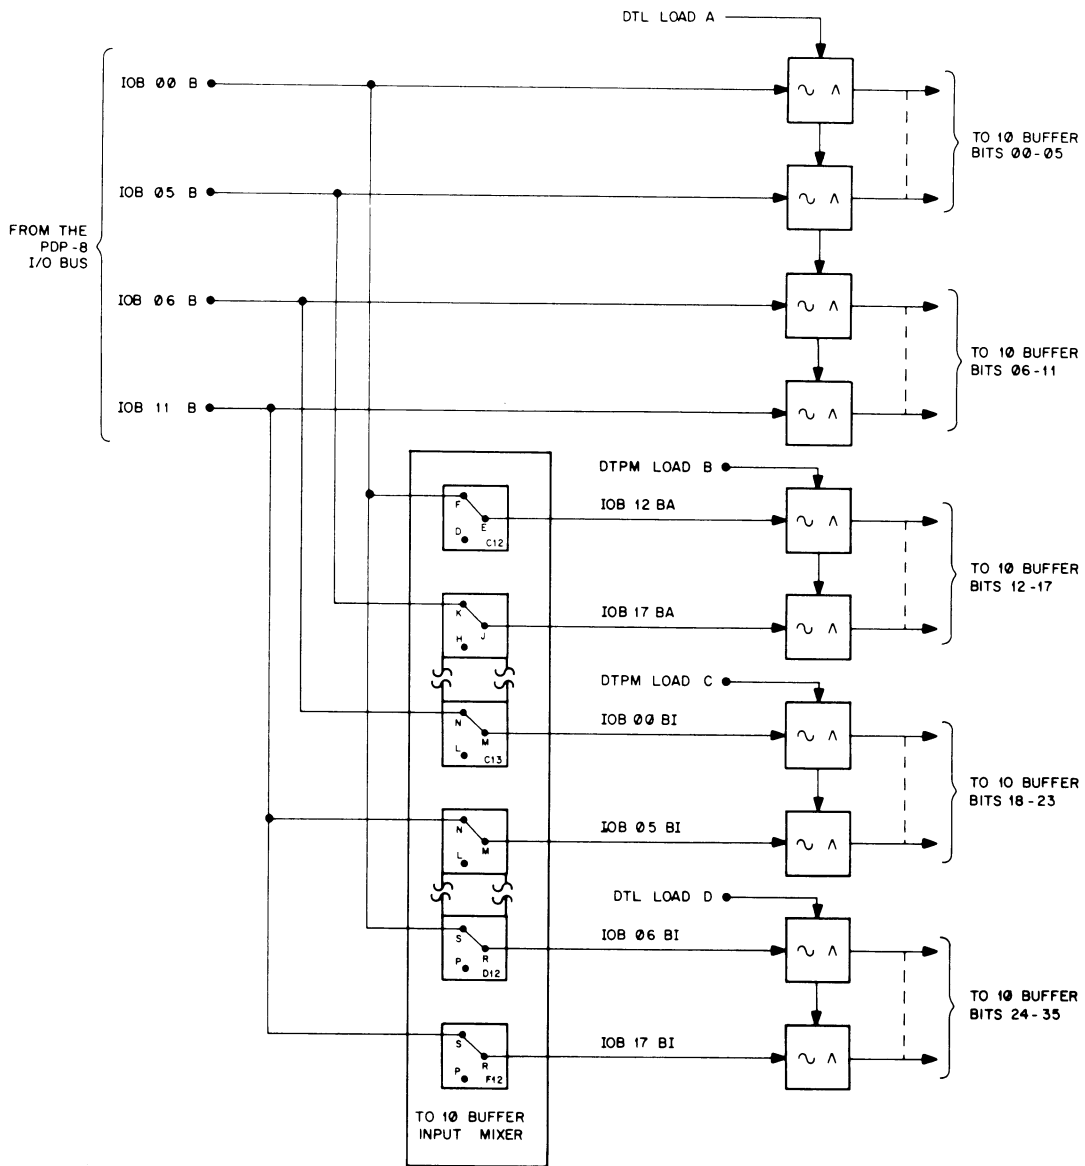 DTL LOAD A
IOB 00 B
TO 10 BUFFER
BITS 00-05
IOB 05 B
FROM THE
PDP-8
I/O BUS
IOB 06 B
TO 10 BUFFER
BITS 06-11
IOB 11 B
DTPM LOAD B
F
E
D
C12
IOB 12 BA
TO 10 BUFFER
BITS 12-17
K
J
H
IOB 17 BA
DTPM LOAD C
N
M
L
C13
IOB 00 BI
TO 10 BUFFER
BITS 18-23
N
M
L
IOB 05 BI
DTL LOAD D
S
R
P
D12
IOB 06 BI
TO 10 BUFFER
BITS 24-35
S
R
P
F12
IOB 17 BI
TO 10 BUFFER
INPUT MIXER